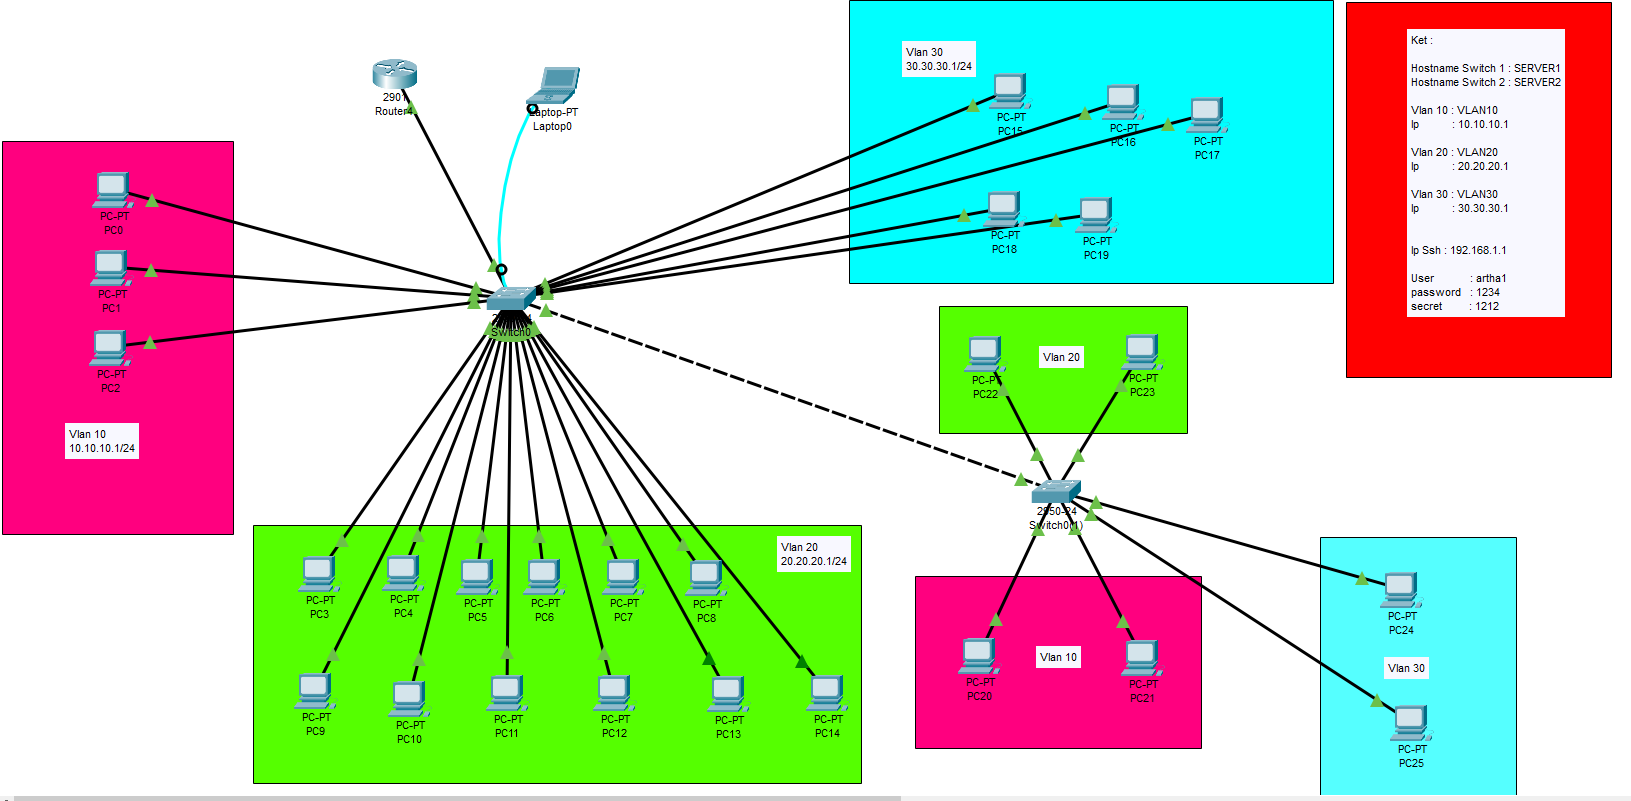 2901
Router4
Laptop-PT
Laptop0
Vlan 30
30.30.30.1/24
PC-PT
PC15
PC-PT
PC16
PC-PT
PC17
PC-PT
PC18
PC-PT
PC19
Ket :
Hostname Switch 1 : SERVER1
Hostname Switch 2 : SERVER2
Vlan 10 : VLAN10
Ip : 10.10.10.1
Vlan 20 : VLAN20
Ip : 20.20.20.1
Vlan 30 : VLAN30
Ip : 30.30.30.1
Ip Ssh : 192.168.1.1
User : artha1
password : 1234
secret : 1212
PC-PT
PC0
PC-PT
PC1
PC-PT
PC2
Vlan 10
10.10.10.1/24
Switch0
Vlan 20
PC-PT
PC22
PC-PT
PC23
2950-24
Switch0(1)
Vlan 20
20.20.20.1/24
PC-PT
PC3
PC-PT
PC4
PC-PT
PC5
PC-PT
PC6
PC-PT
PC7
PC-PT
PC8
PC-PT
PC9
PC-PT
PC10
PC-PT
PC11
PC-PT
PC12
PC-PT
PC13
PC-PT
PC14
Vlan 10
PC-PT
PC20
PC-PT
PC21
PC-PT
PC24
Vlan 30
PC-PT
PC25